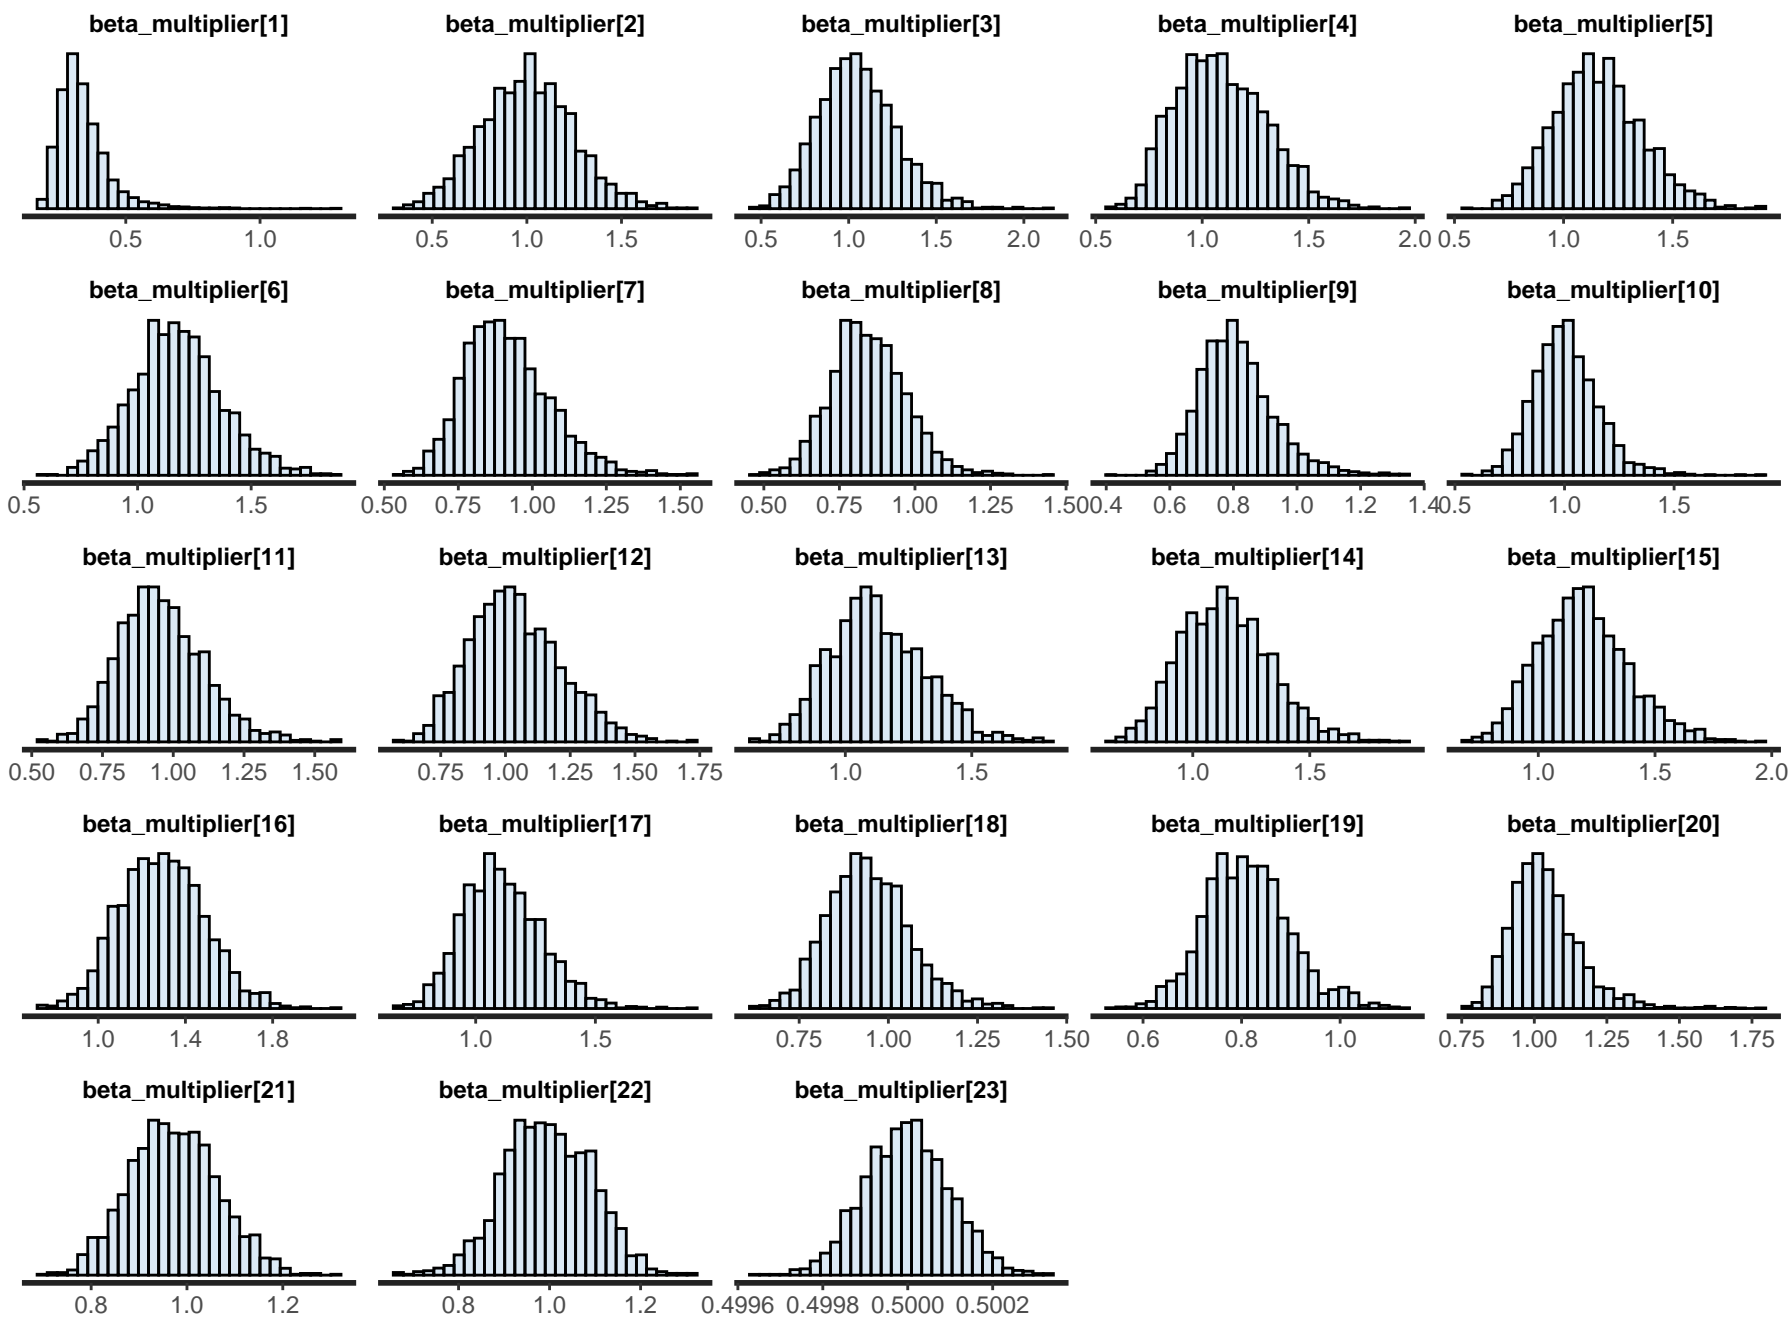 beta_multiplier[1] beta_multiplier[2] beta_multiplier[3] beta_multiplier[4] beta_multiplier[5]
0.5 1.0 0.5 1.0 1.5 0.5 1.0 1.5 2.0 0.5 1.0 1.5 2.0 0.5 1.0 1.5
beta_multiplier[6] beta_multiplier[7] beta_multiplier[8] beta_multiplier[9] beta_multiplier[10]
0.5 1.0 1.5 0.50 0.75 1.00 1.25 1.50 0.50 0.75 1.00 1.25 1.50 0.4 0.6 0.8 1.0 1.2 1.4 0.5 1.0 1.5
beta_multiplier[11] beta_multiplier[12] beta_multiplier[13] beta_multiplier[14] beta_multiplier[15]
0.50 0.75 1.00 1.25 1.50 0.75 1.00 1.25 1.50 1.75 1.0 1.5 1.0 1.5 1.0 1.5 2.0
beta_multiplier[16] beta_multiplier[17] beta_multiplier[18] beta_multiplier[19] beta_multiplier[20]
1.0 1.4 1.8 1.0 1.5 0.75 1.00 1.25 1.50 0.6 0.8 1.0 0.75 1.00 1.25 1.50 1.75
beta_multiplier[21] beta_multiplier[22] beta_multiplier[23]
0.8 1.0 1.2 0.8 1.0 1.2 0.4996 0.4998 0.5000 0.5002